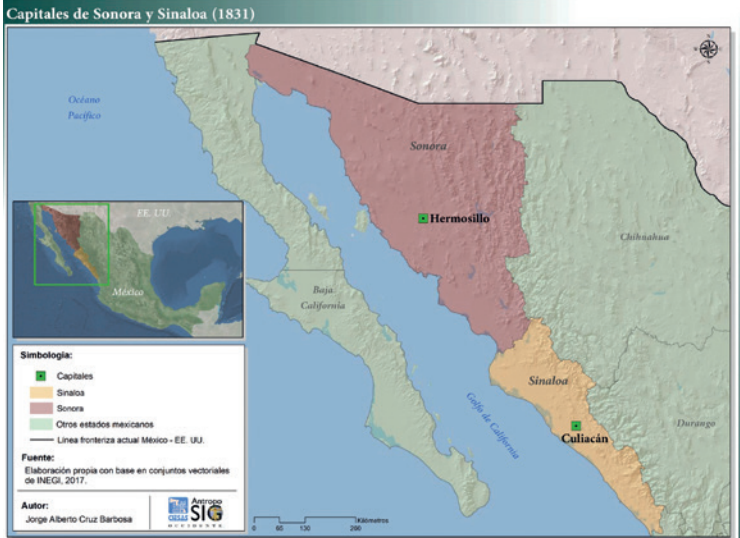 Capitales de Sonora y Sinaloa (1831)
Océano
Pacífico
Sonora
Hermosillo
EE. UU
Chihuahua
México
Baja
California
Simbología:
Capitales
Sinaloa
Sonora
Otros estados mexicanos
Línea fronteriza actual México - EE. UU.
Fuente:
Elaboración propia con base en conjuntos vectoriales
de INEGI, 2017.
Autor:
Jorge Alberto Cruz Barbosa
CIESAS
Antropo
SIG
OCCIDENTE
Sinaloa
Golfo de California
Culiacán
Durango
Kilómetros
0 65 130 260